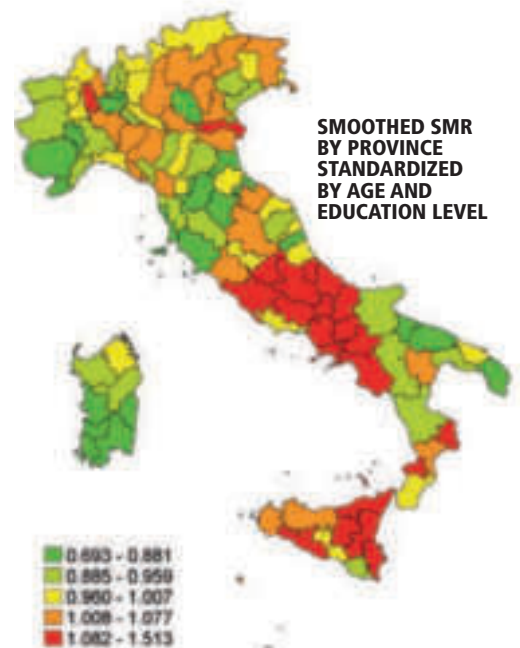 SMOOTHED SMR
BY PROVINCE
STANDARDIZED
BY AGE AND
EDUCATION LEVEL
0.693 - 0.881
0.885 - 0.959
0.960 - 1.007
1.008 - 1.077
1.082 - 1.513